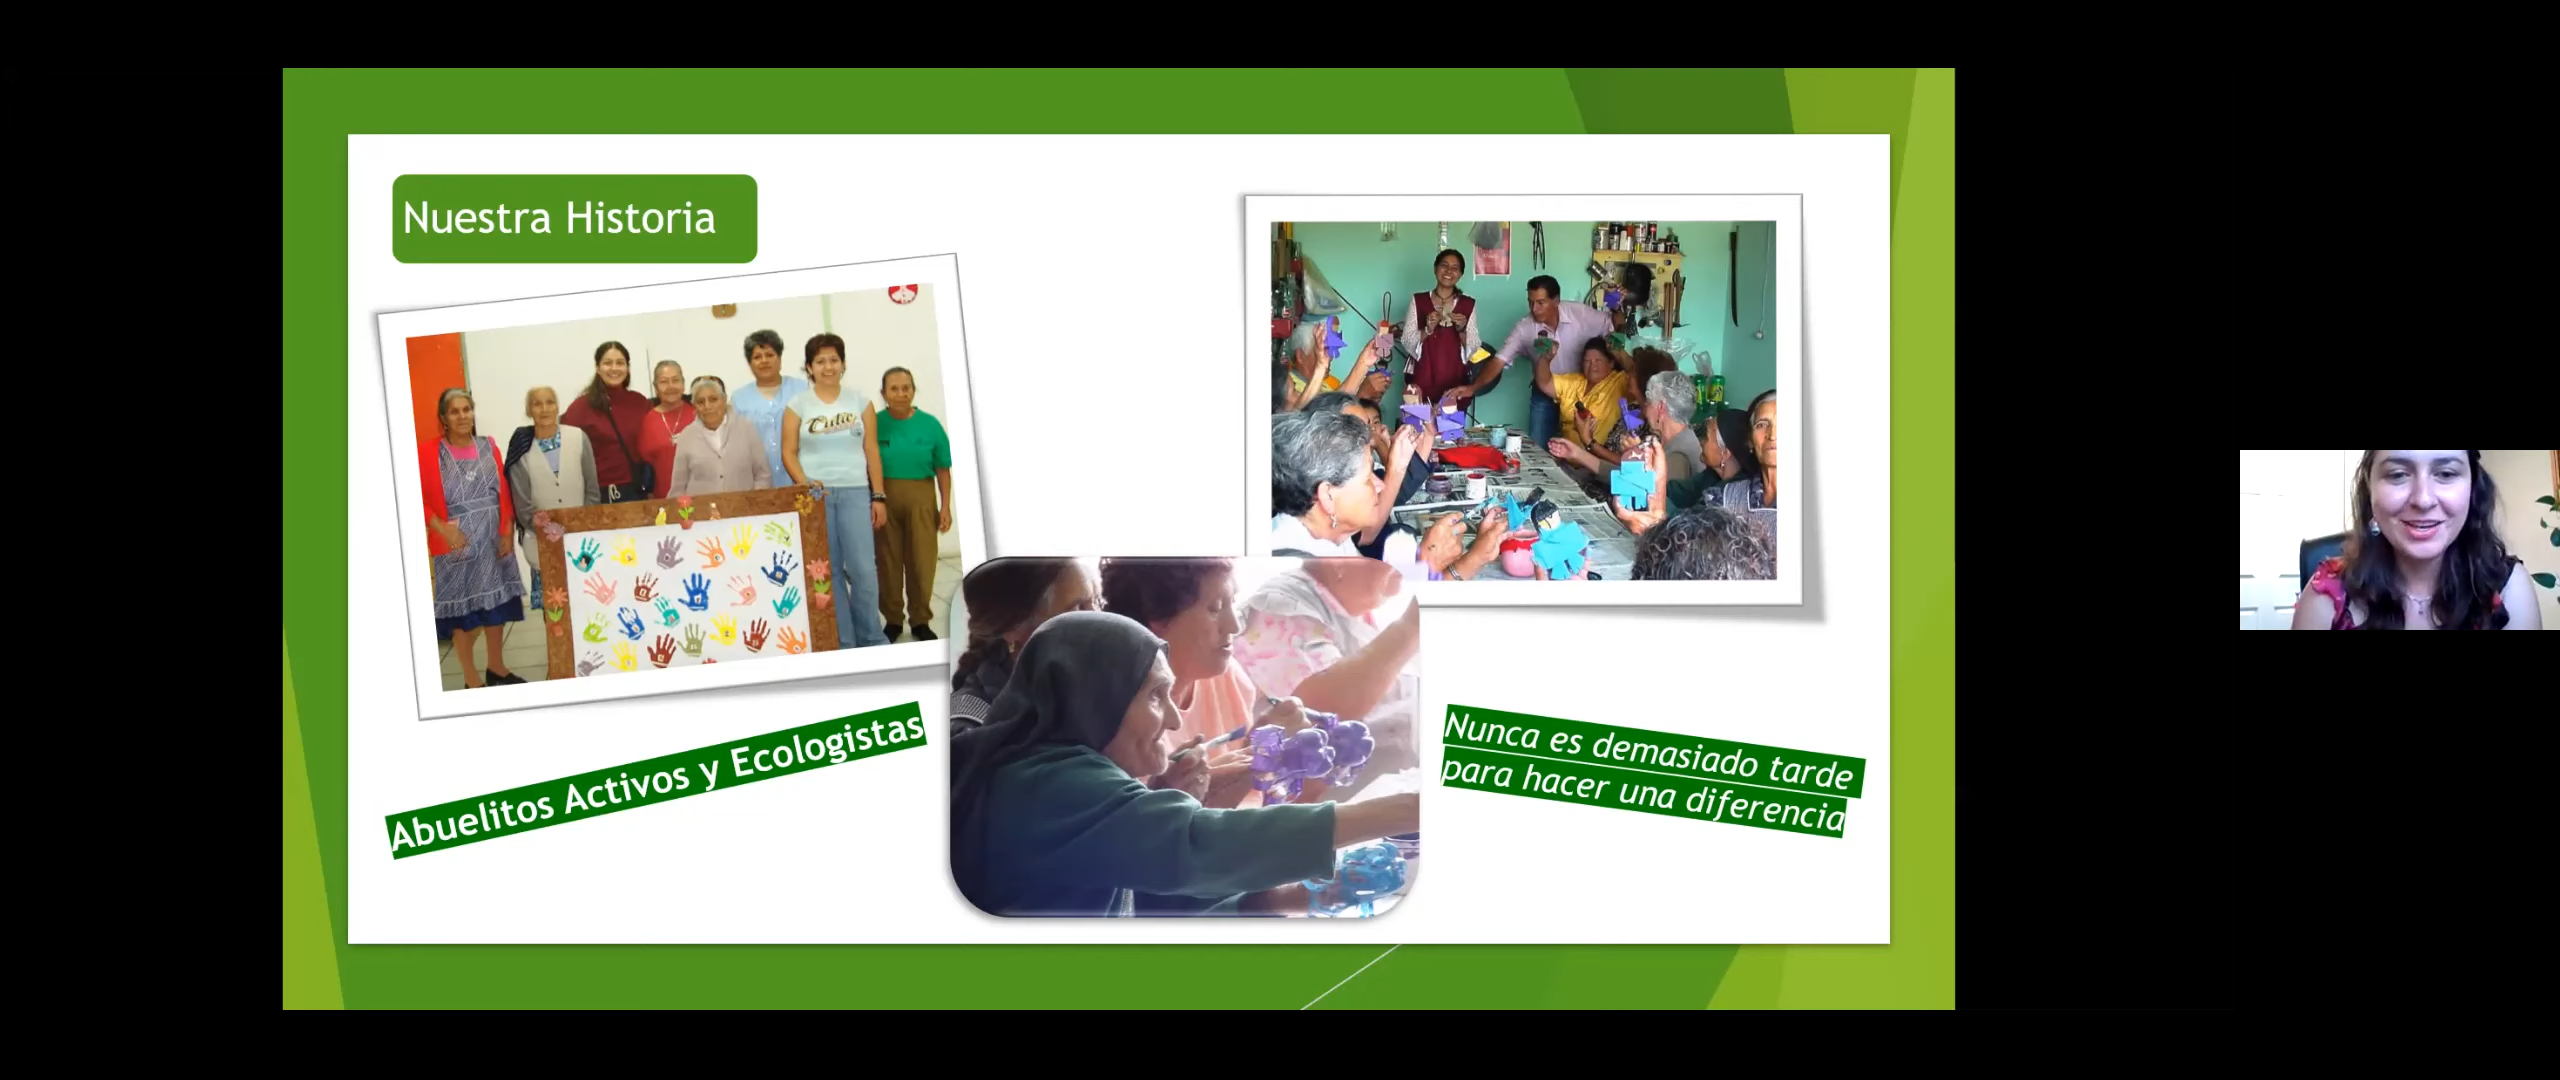 Nuestra Historia
Abuelitos Activos y Ecologistas
Nunca es demasiado tarde
para hacer una diferencia